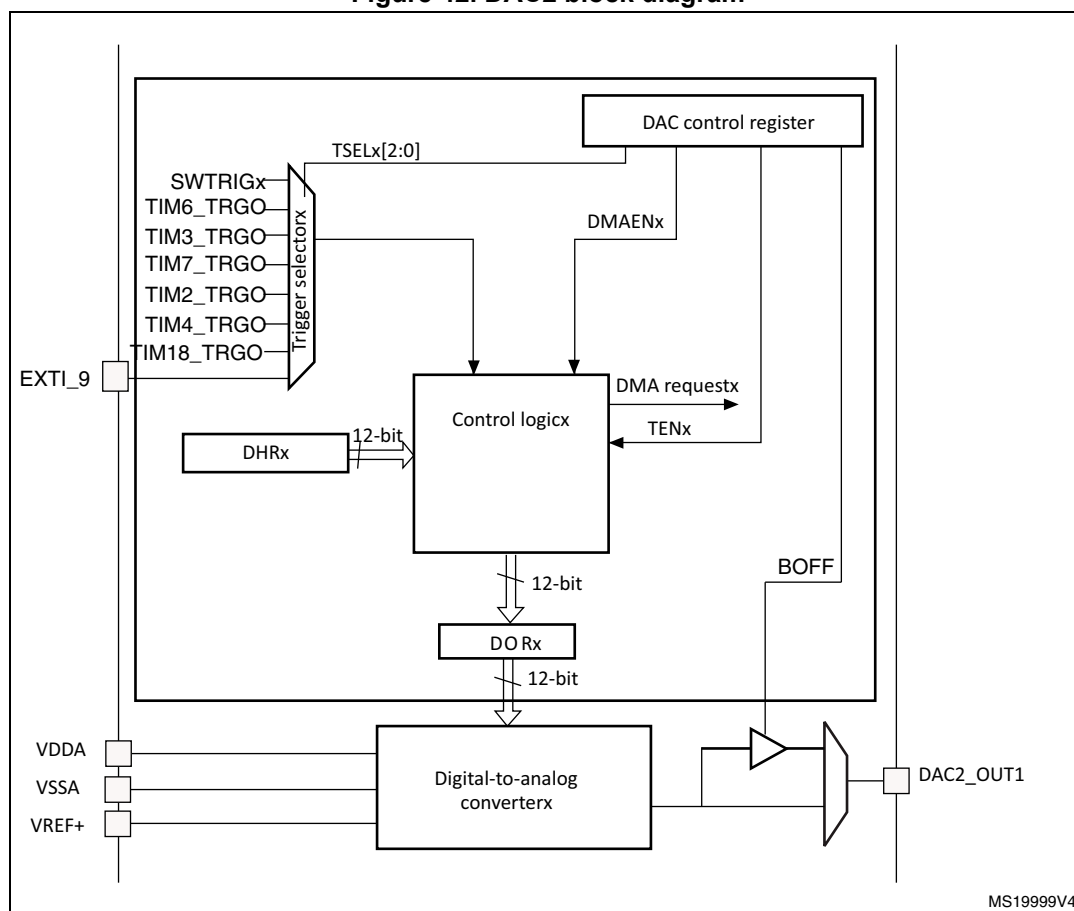 Figure 42. DAC2 block diagram
DAC control register
TSELx[2:0]
SWTRIGx
TIM6_TRGO
TIM3_TRGO
TIM7_TRGO
TIM2_TRGO
TIM4_TRGO
TIM18_TRGO
Trigger selectorx
DMAENx
EXTI_9
DMA requestx
Control logicx
TENx
12-bit
DHRx
BOFF
12-bit
DORx
12-bit
VDDA
VSSA
VREF+
Digital-to-analog
converterx
DAC2_OUT1
MS19999V4